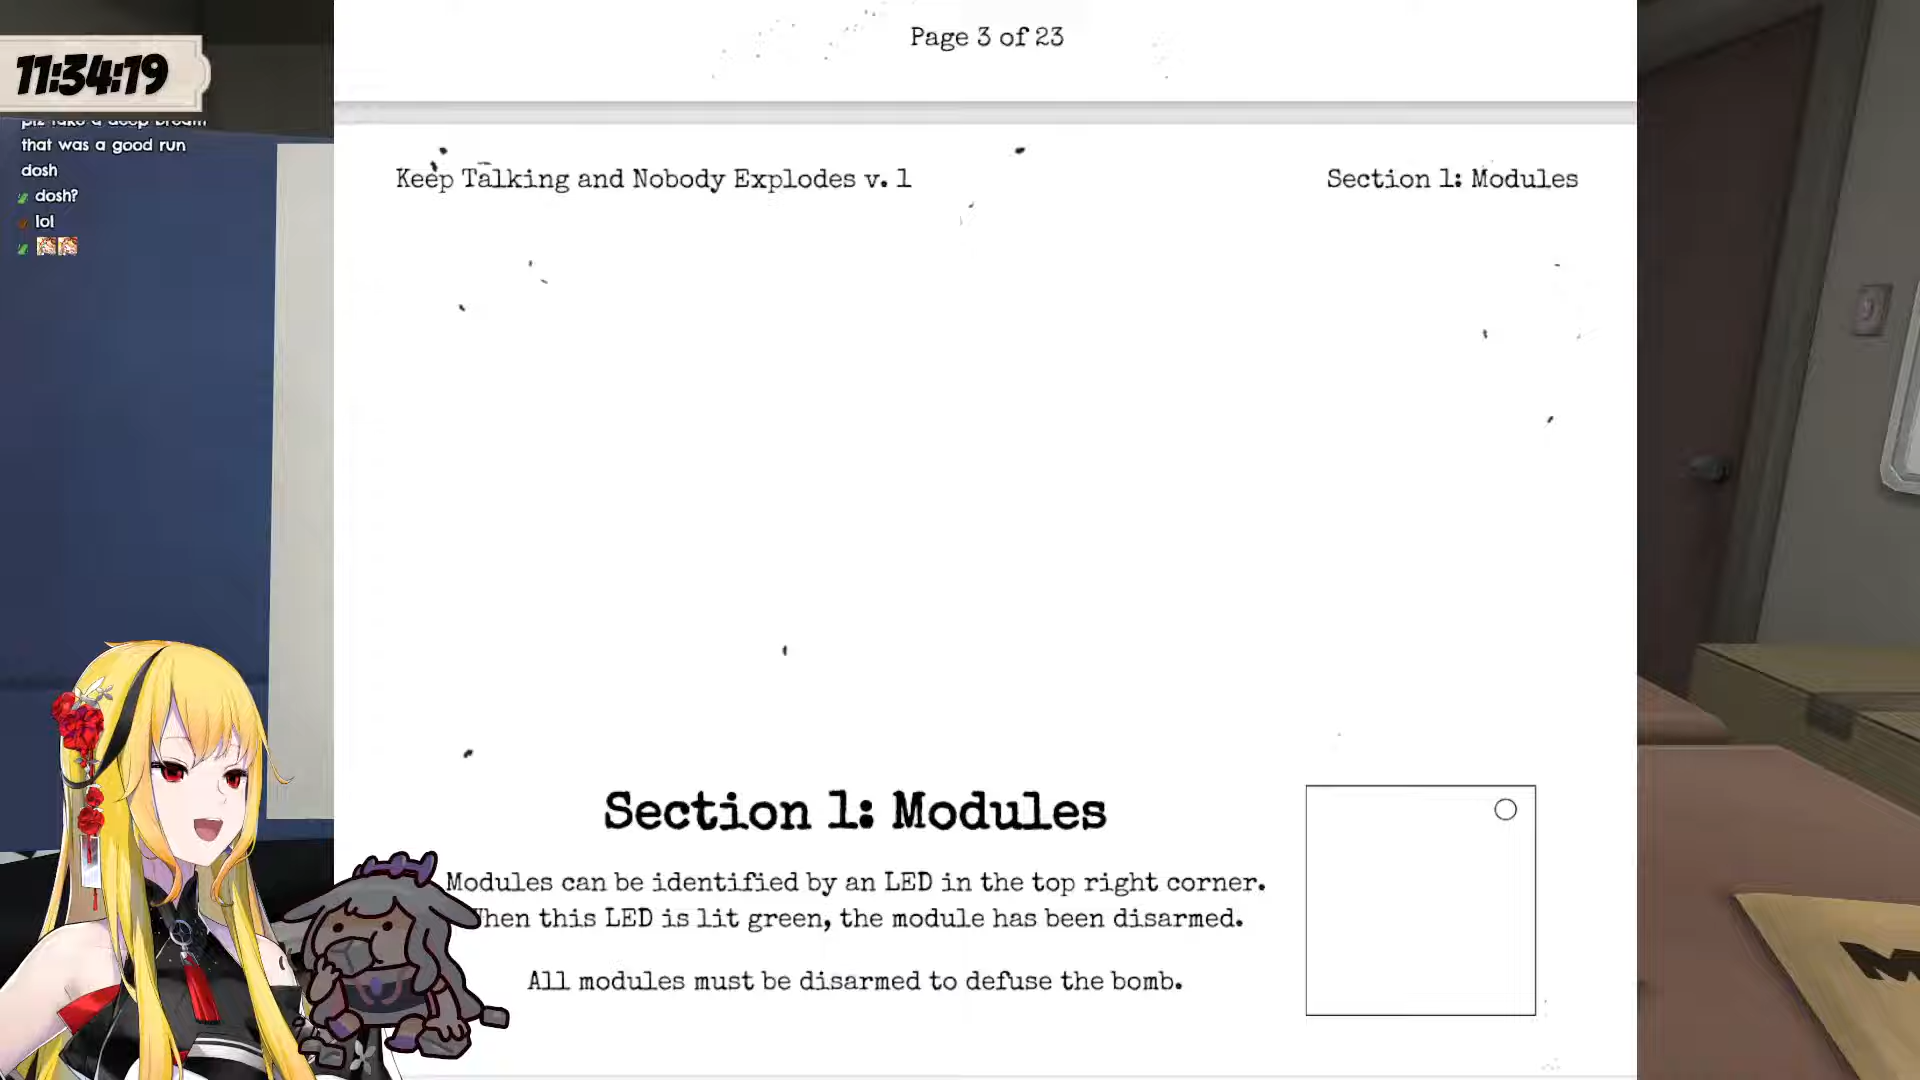 Page 3 of 23
11:34:19
that was a good run
dosh
dosh?
lol
Keep Talking and Nobody Explodes v. 1
Section 1: Modules
Section 1: Modules
Modules can be identified by an LED in the top right corner.
When this LED is lit green, the module has been disarmed.
All modules must be disarmed to defuse the bomb.